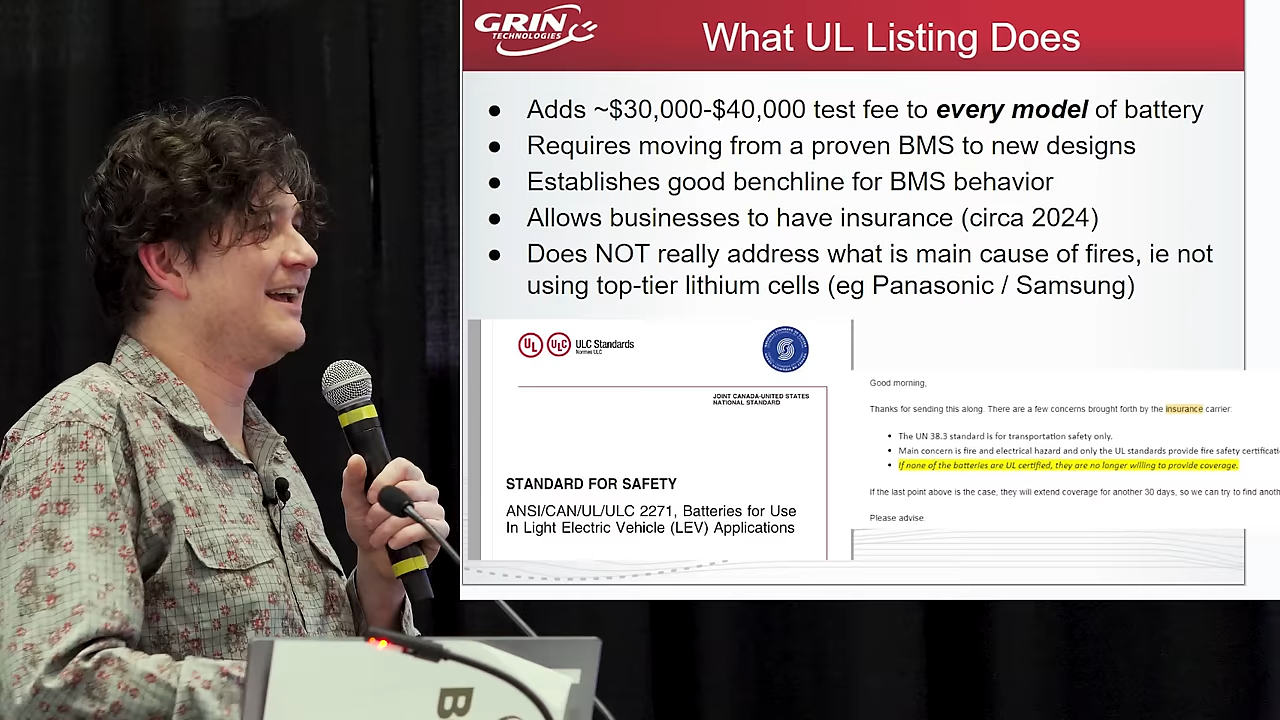 GRIN
TECHNOLOGIES
What UL Listing Does
● Adds ~$30,000-$40,000 test fee to every model of battery
● Requires moving from a proven BMS to new designs
● Establishes good benchline for BMS behavior
● Allows businesses to have insurance (circa 2024)
● Does NOT really address what is main cause of fires, ie not
using top-tier lithium cells (eg Panasonic / Samsung)
UL ULC ULC Standards
Normes ULC
JOINT CANADA-UNITED STATES
NATIONAL STANDARD
STANDARD FOR SAFETY
ANSI/CAN/UL/ULC 2271, Batteries for Use
In Light Electric Vehicle (LEV) Applications
Good morning,
Thanks for sending this along. There are a few concerns brought forth by the insurance carrier:
• The UN 38.3 standard is for transportation safety only.
• Main concern is fire and electrical hazard and only the UL standards provide fire safety certificati
• If none of the batteries are UL certified, they are no longer willing to provide coverage.
If the last point above is the case, they will extend coverage for another 30 days, so we can try to find anoth
Please advise.
B